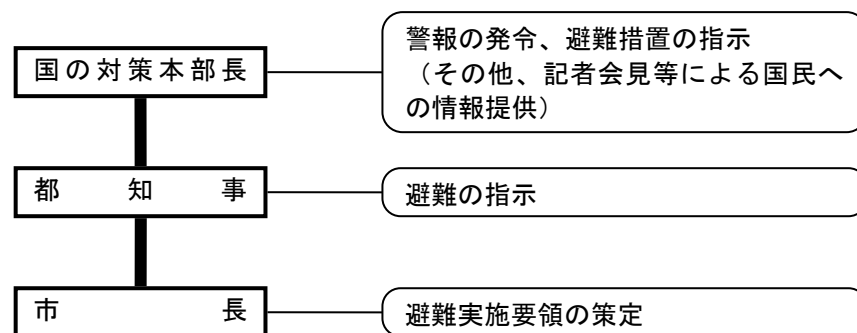 国の対策本部長
警報の発令、避難措置の指示
（その他、記者会見等による国民へ
の情報提供）
都知事
避難の指示
市長
避難実施要領の策定